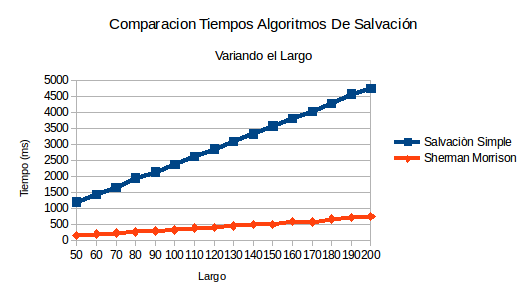 Comparacion Tiempos Algoritmos De Salvación
Variando el Largo
5000
4500
4000
3500
3000
2500
2000
1500
1000
500
0
Tiempo (ms)
50 60 70 80 90 100 110 120 130 140 150 160 170 180 190 200
Largo
Salvaciòn Simple
Sherman Morrison